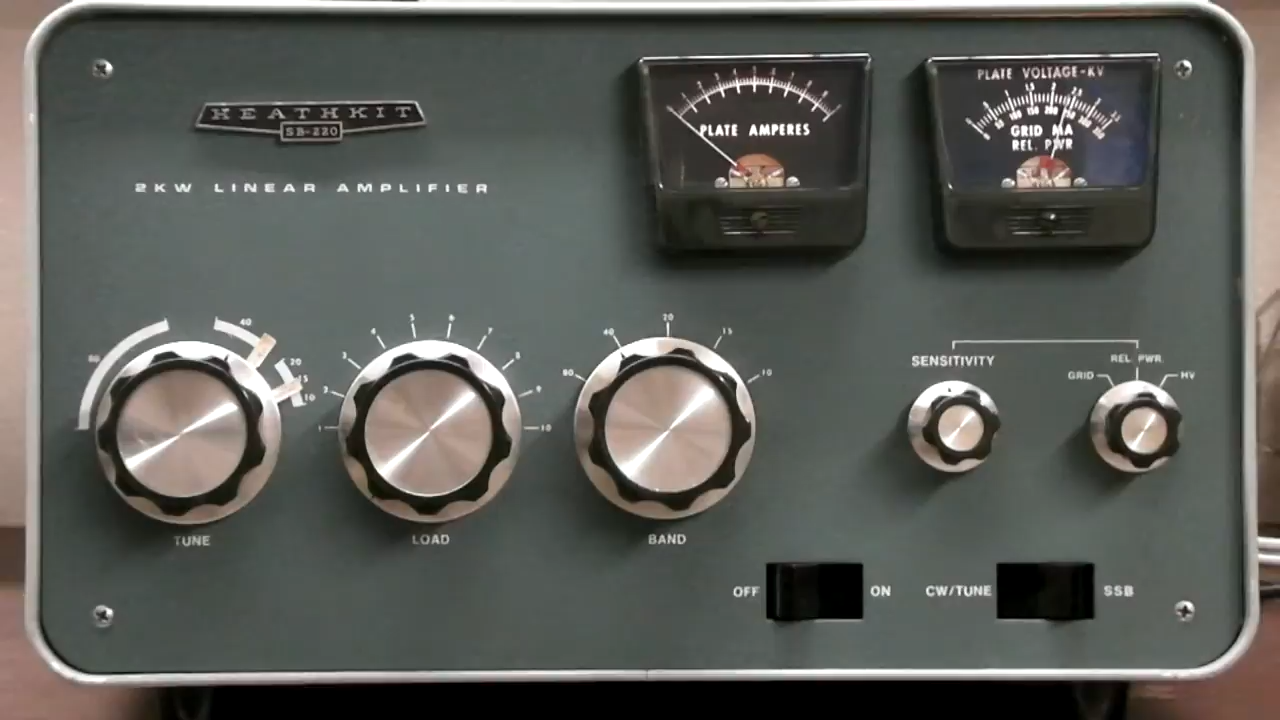 HEATHKIT
SB-220
2KW LINEAR AMPLIFIER
PLATE AMPERES
PLATE VOLTAGE-KV
GRID MA
REL. PWR
80 40 20 15 10
TUNE
1 2 3 4 5 6 7 8 9 10
LOAD
80 40 20 15 10
BAND
SENSITIVITY
GRID REL. PWR. HV
OFF ON
CW/TUNE SSB